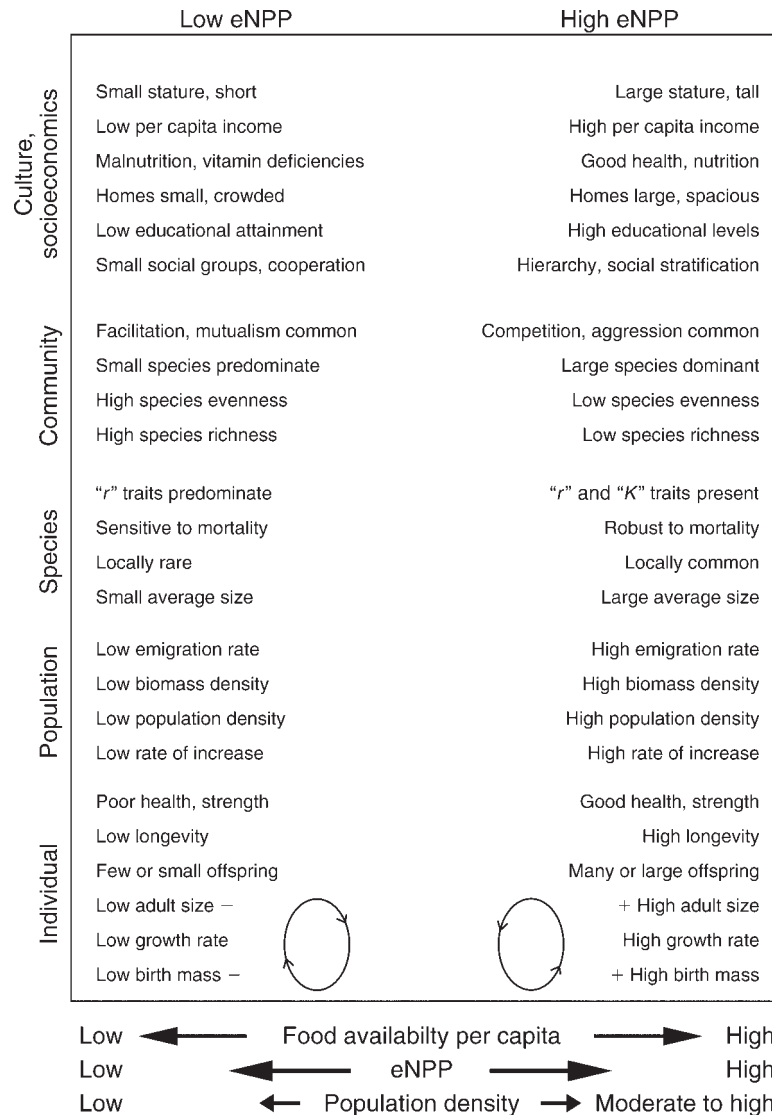 Low eNPP High eNPP
Culture, socioeconomics
Small stature, short Large stature, tall
Low per capita income High per capita income
Malnutrition, vitamin deficiencies Good health, nutrition
Homes small, crowded Homes large, spacious
Low educational attainment High educational levels
Small social groups, cooperation Hierarchy, social stratification
Community
Facilitation, mutualism common Competition, aggression common
Small species predominate Large species dominant
High species evenness Low species evenness
High species richness Low species richness
Species
“r” traits predominate “r” and “K” traits present
Sensitive to mortality Robust to mortality
Locally rare Locally common
Small average size Large average size
Population
Low emigration rate High emigration rate
Low biomass density High biomass density
Low population density High population density
Low rate of increase High rate of increase
Individual
Poor health, strength Good health, strength
Low longevity High longevity
Few or small offspring Many or large offspring
Low adult size − + High adult size
Low growth rate High growth rate
Low birth mass − + High birth mass
Low Food availabilty per capita High
Low eNPP High
Low Population density Moderate to high